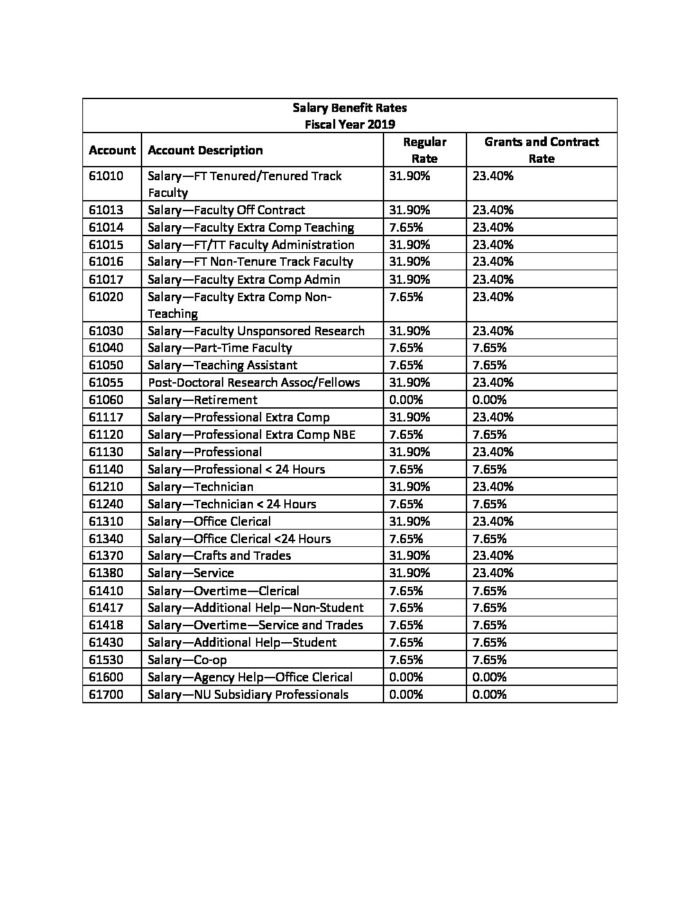 Salary Benefit Rates
Fiscal Year 2019
Account Account Description Regular Rate Grants and Contract Rate
61010 Salary—FT Tenured/Tenured Track Faculty 31.90% 23.40%
61013 Salary—Faculty Off Contract 31.90% 23.40%
61014 Salary—Faculty Extra Comp Teaching 7.65% 23.40%
61015 Salary—FT/TT Faculty Administration 31.90% 23.40%
61016 Salary—FT Non-Tenure Track Faculty 31.90% 23.40%
61017 Salary—Faculty Extra Comp Admin 31.90% 23.40%
61020 Salary—Faculty Extra Comp Non-Teaching 7.65% 23.40%
61030 Salary—Faculty Unsponsored Research 31.90% 23.40%
61040 Salary—Part-Time Faculty 7.65% 7.65%
61050 Salary—Teaching Assistant 7.65% 7.65%
61055 Post-Doctoral Research Assoc/Fellows 31.90% 23.40%
61060 Salary—Retirement 0.00% 0.00%
61117 Salary—Professional Extra Comp 31.90% 23.40%
61120 Salary—Professional Extra Comp NBE 7.65% 7.65%
61130 Salary—Professional 31.90% 23.40%
61140 Salary—Professional < 24 Hours 7.65% 7.65%
61210 Salary—Technician 31.90% 23.40%
61240 Salary—Technician < 24 Hours 7.65% 7.65%
61310 Salary—Office Clerical 31.90% 23.40%
61340 Salary—Office Clerical <24 Hours 7.65% 7.65%
61370 Salary—Crafts and Trades 31.90% 23.40%
61380 Salary—Service 31.90% 23.40%
61410 Salary—Overtime—Clerical 7.65% 7.65%
61417 Salary—Additional Help—Non-Student 7.65% 7.65%
61418 Salary—Overtime—Service and Trades 7.65% 7.65%
61430 Salary—Additional Help—Student 7.65% 7.65%
61530 Salary—Co-op 7.65% 7.65%
61600 Salary—Agency Help—Office Clerical 0.00% 0.00%
61700 Salary—NU Subsidiary Professionals 0.00% 0.00%